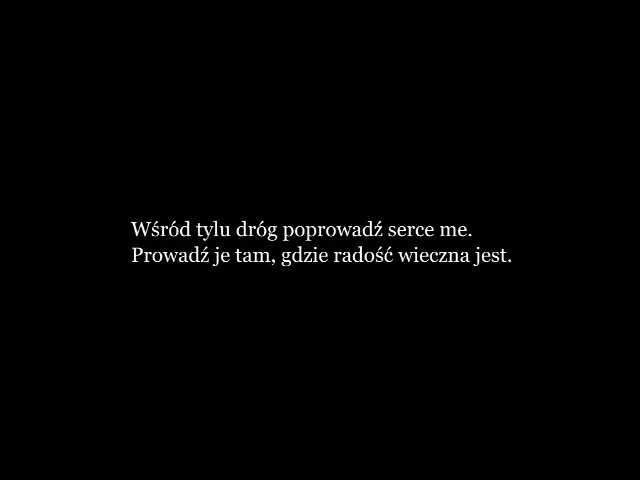 Wśród tylu dróg poprowadź serce me.
Prowadź je tam, gdzie radość wieczna jest.